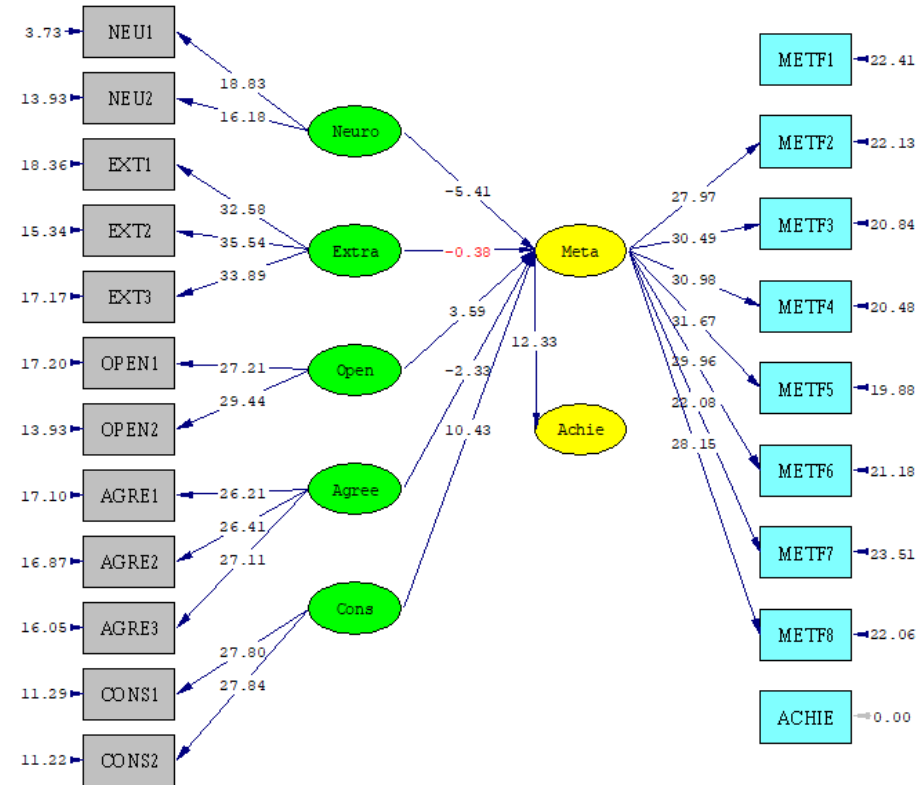 3.73 NEU1
13.93 NEU2
18.36 EXT1
15.34 EXT2
17.17 EXT3
17.20 OPEN1
13.93 OPEN2
17.10 AGRE1
16.87 AGRE2
16.05 AGRE3
11.29 CONS1
11.22 CONS2
18.83
16.18
32.58
35.54
33.89
27.21
29.44
26.21
26.41
27.11
27.80
27.84
Neuro
Extra
Open
Agree
Cons
-5.41
-0.38
3.59
-2.33
10.43
Meta
12.33
Achie
27.97
30.49
30.98
31.67
29.96
22.08
28.15
METF1 22.41
METF2 22.13
METF3 20.84
METF4 20.48
METF5 19.88
METF6 21.18
METF7 23.51
METF8 22.06
ACHIE 0.00